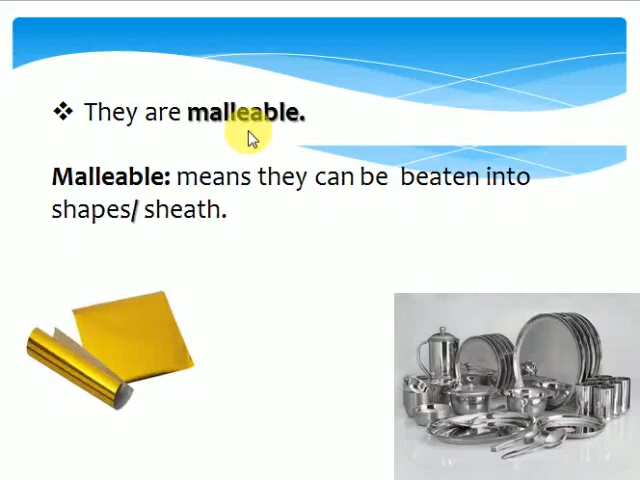 ❖ They are malleable.
Malleable: means they can be beaten into
shapes/ sheath.